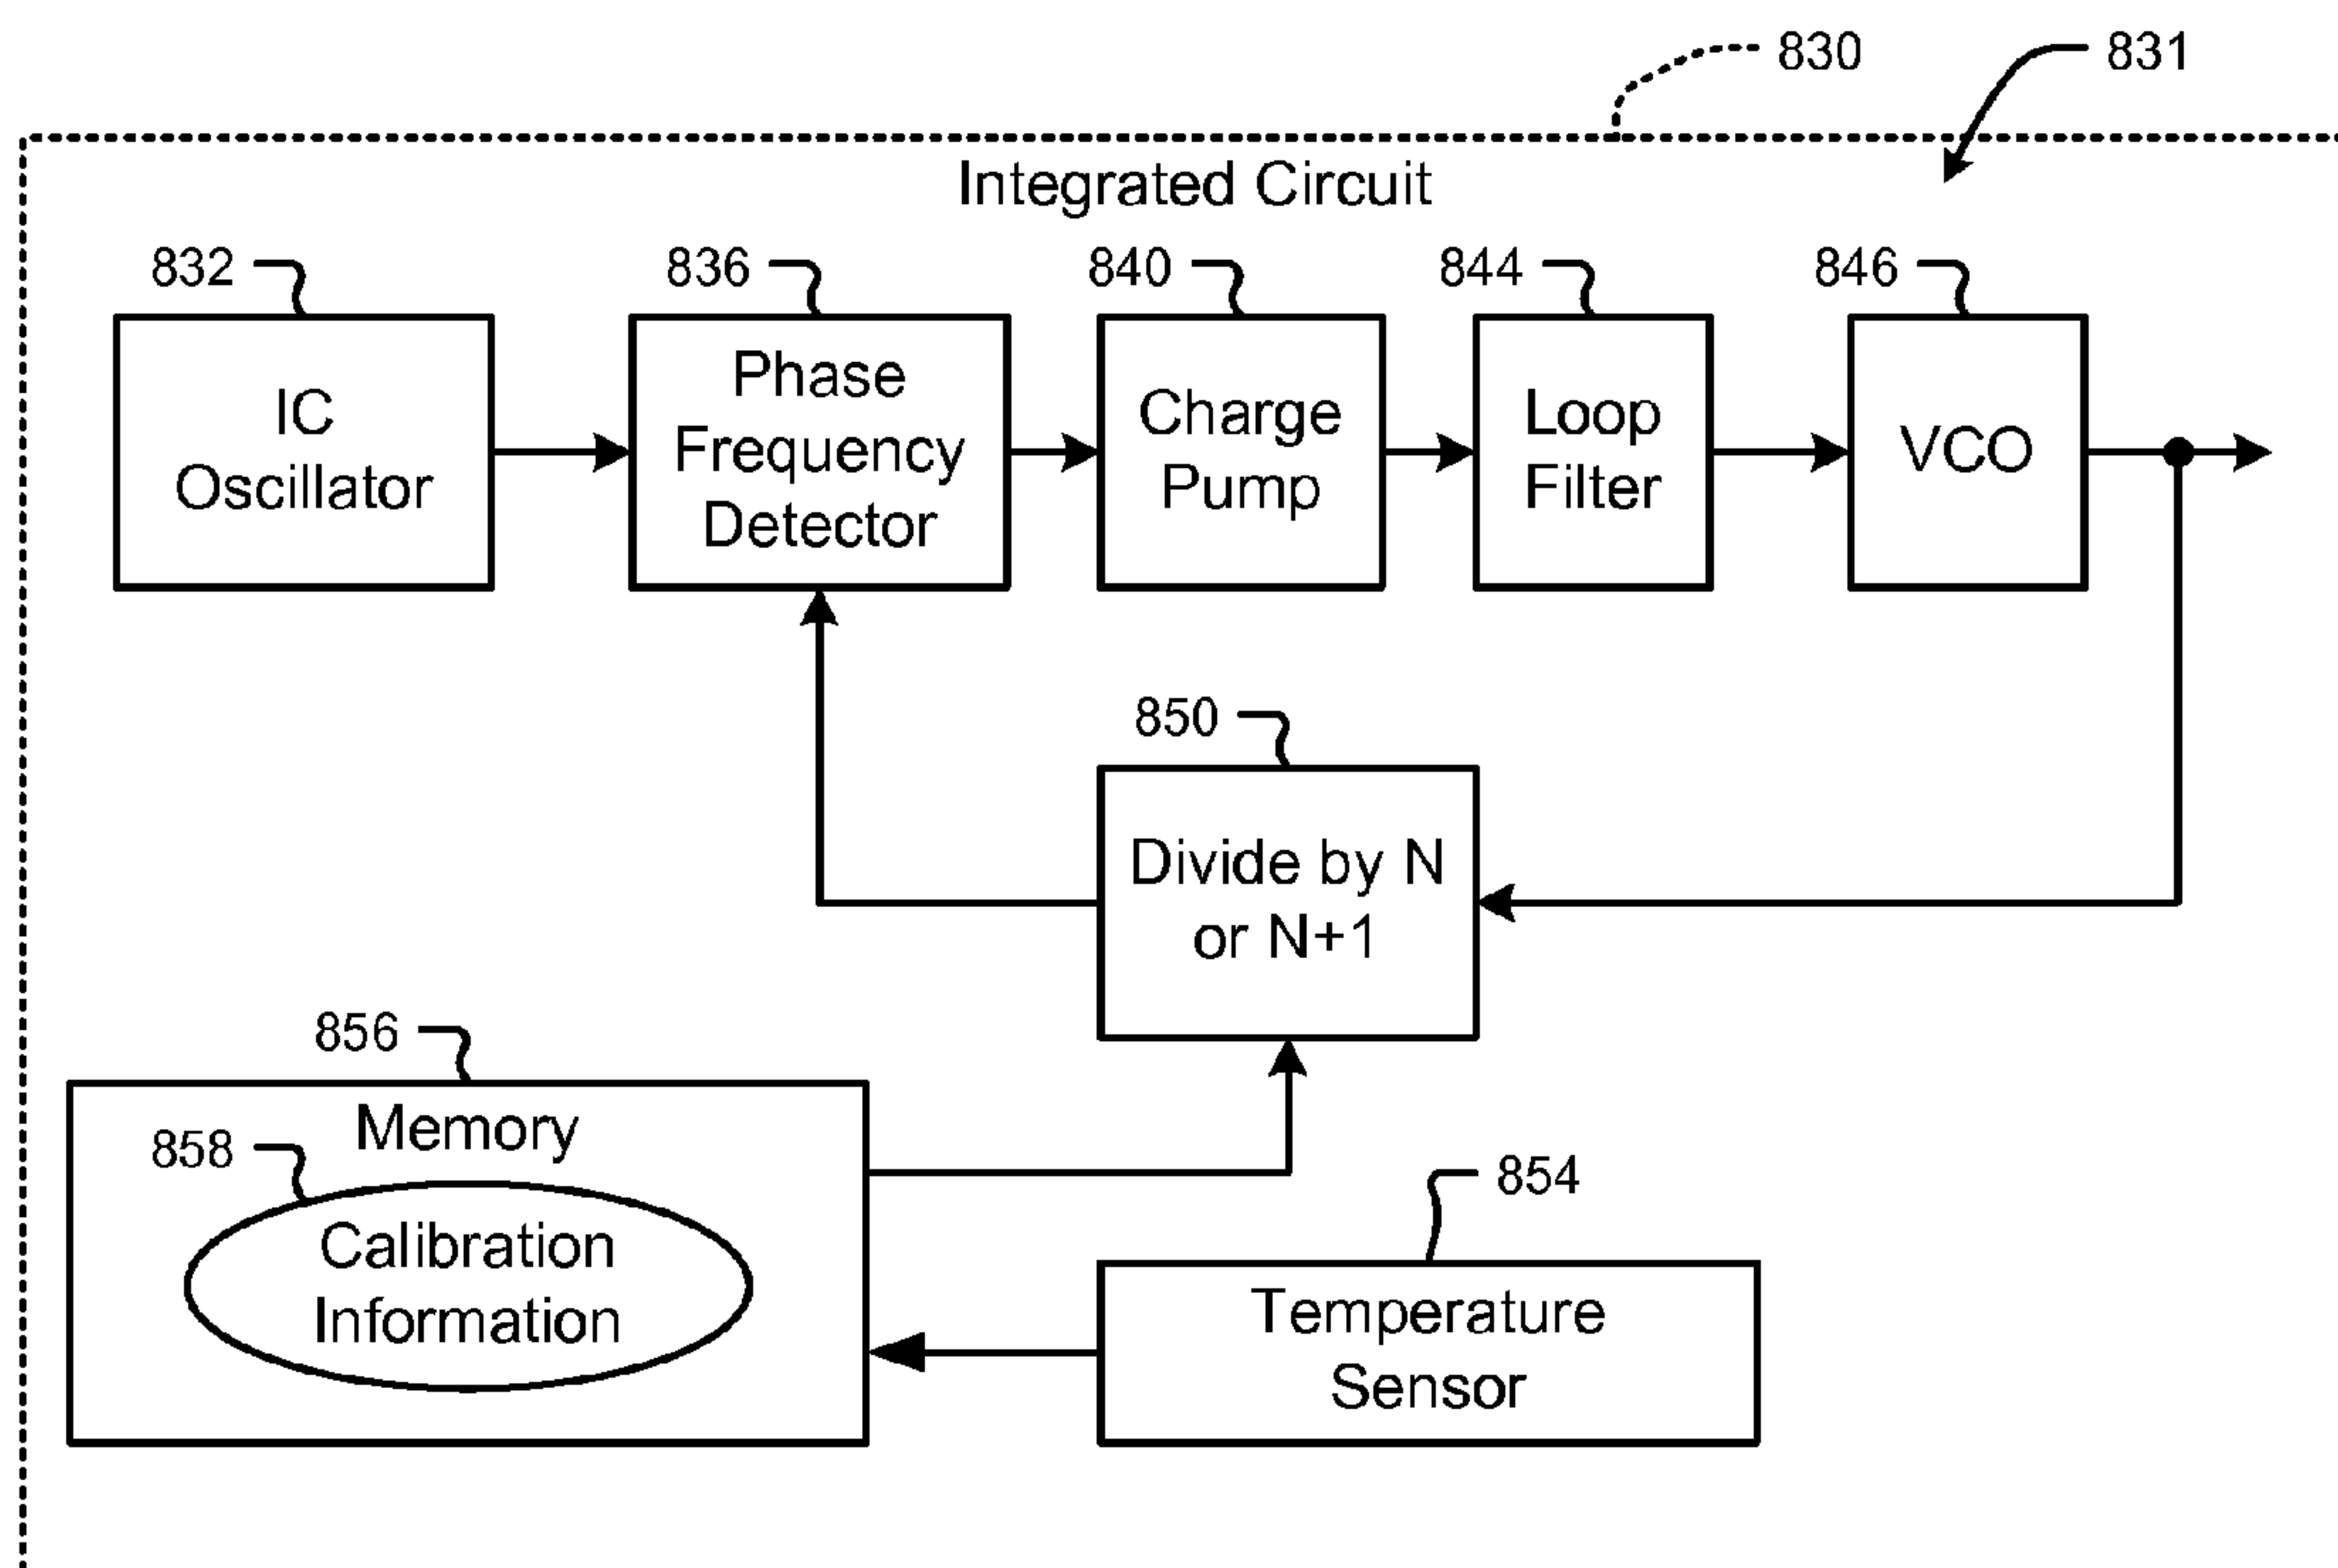 830
831
Integrated Circuit
832
836
840
844
846
IC
Oscillator
Phase
Frequency
Detector
Charge
Pump
Loop
Filter
VCO
850
Divide by N
or N+1
856
Memory
858
Calibration
Information
854
Temperature
Sensor